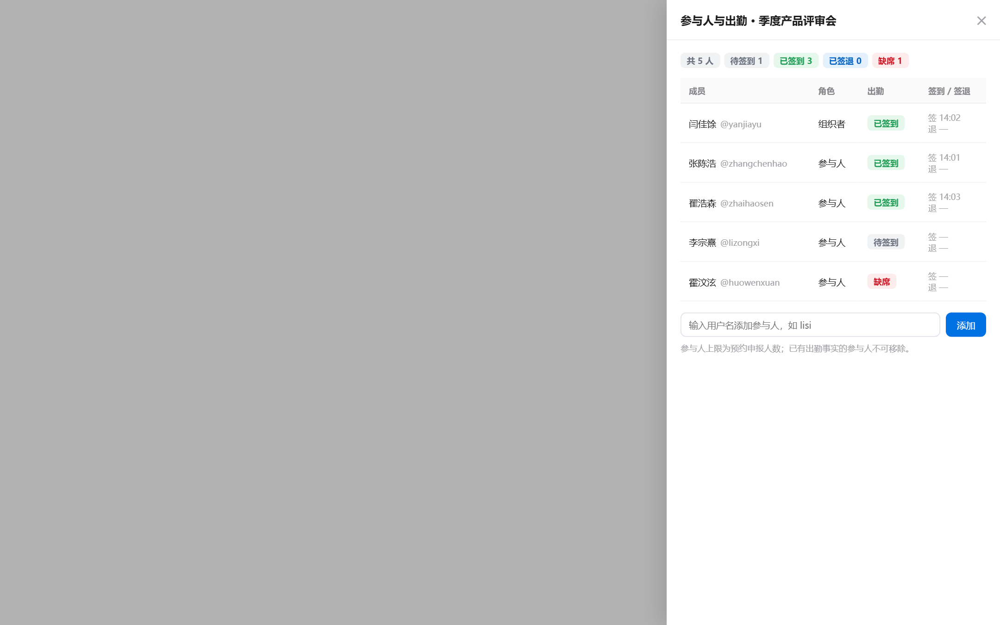 参与人与出勤 · 季度产品评审会
共 5 人 待签到 1 已签到 3 已签退 0 缺席 1
成员 角色 出勤 签到 / 签退
闫佳馀 @yanjiayu 组织者 已签到 签 14:02
退 —
张陈浩 @zhangchenhao 参与人 已签到 签 14:01
退 —
翟浩森 @zhaihaosen 参与人 已签到 签 14:03
退 —
李宗熹 @lizongxi 参与人 待签到 签 —
退 —
霍汶泫 @huowenxuan 参与人 缺席 签 —
退 —
输入用户名添加参与人，如 lisi 添加
参与人上限为预约申报人数；已有出勤事实的参与人不可移除。